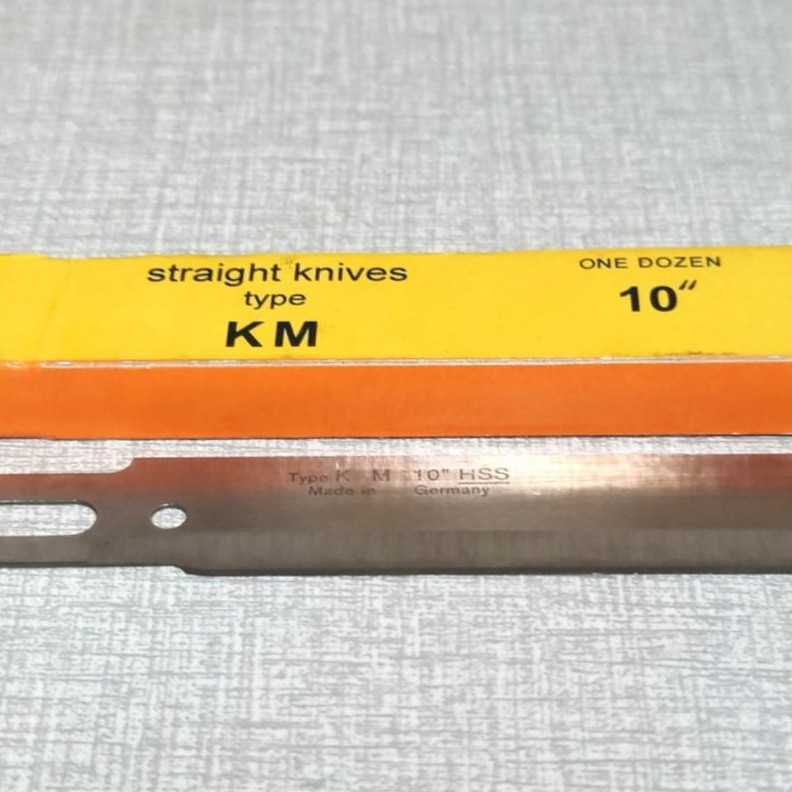 straight knives
type
KM
ONE DOZEN
10“
Type K M 10" HSS
Made in Germany